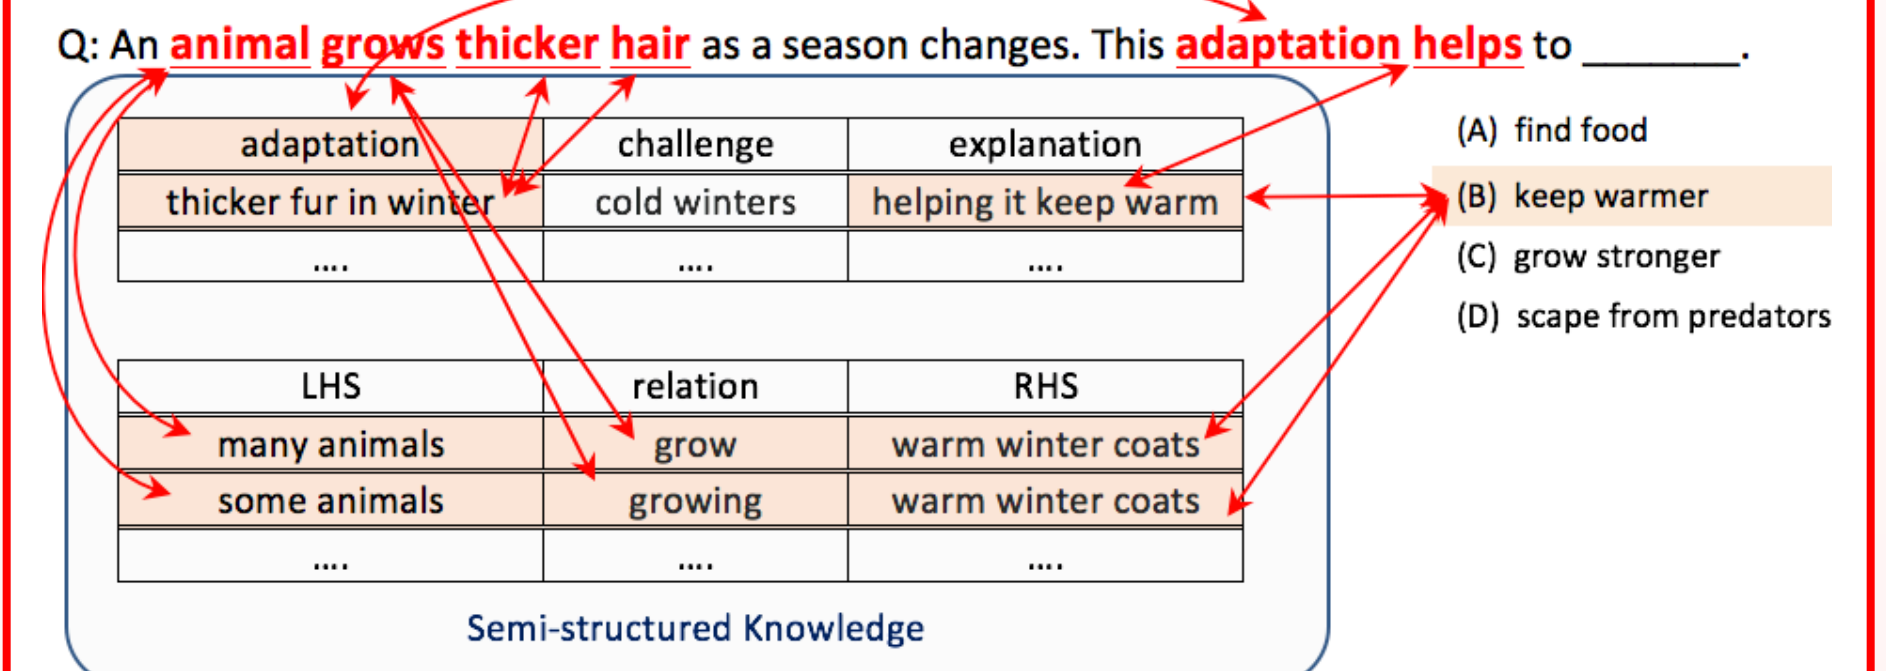 Q: An animal grows thicker hair as a season changes. This adaptation helps to _______.
adaptation challenge explanation
thicker fur in winter cold winters helping it keep warm
.... .... ....
LHS relation RHS
many animals grow warm winter coats
some animals growing warm winter coats
.... .... ....
Semi-structured Knowledge
(A) find food
(B) keep warmer
(C) grow stronger
(D) scape from predators